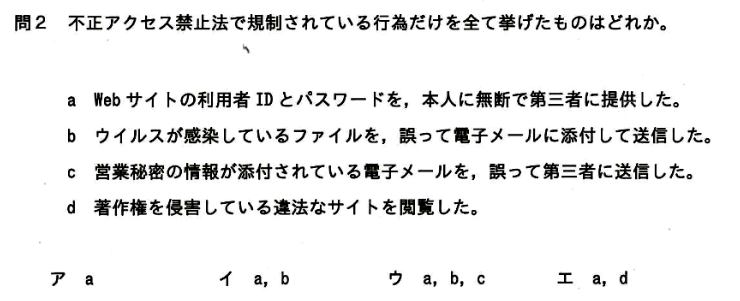 問２ 不正アクセス禁止法で規制されている行為だけを全て挙げたものはどれか。
a Webサイトの利用者IDとパスワードを，本人に無断で第三者に提供した。
b ウイルスが感染しているファイルを，誤って電子メールに添付して送信した。
c 営業秘密の情報が添付されている電子メールを，誤って第三者に送信した。
d 著作権を侵害している違法なサイトを閲覧した。
ア a イ a，b ウ a，b，c エ a，d